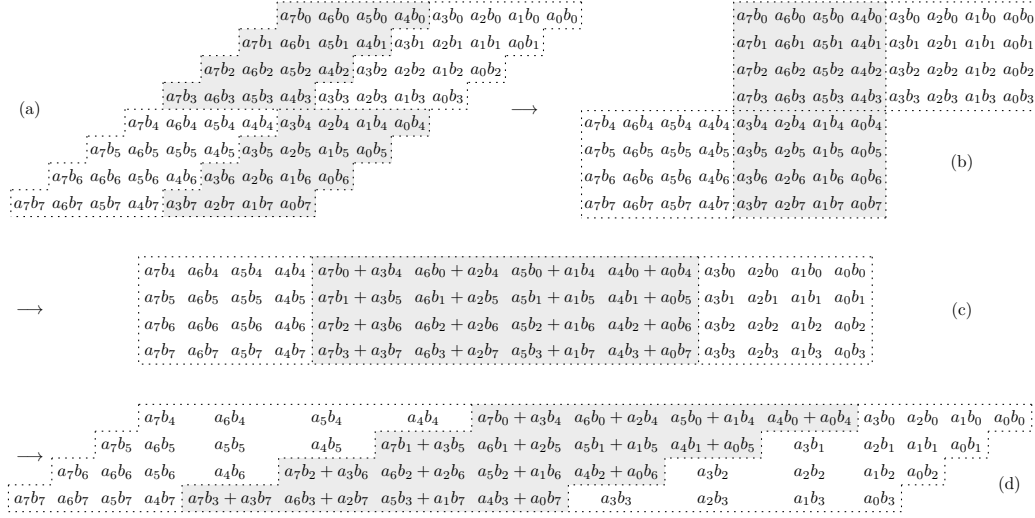 a₇b₀ a₆b₀ a₅b₀ a₄b₀ a₃b₀ a₂b₀ a₁b₀ a₀b₀
a₇b₁ a₆b₁ a₅b₁ a₄b₁ a₃b₁ a₂b₁ a₁b₁ a₀b₁
a₇b₂ a₆b₂ a₅b₂ a₄b₂ a₃b₂ a₂b₂ a₁b₂ a₀b₂
a₇b₃ a₆b₃ a₅b₃ a₄b₃ a₃b₃ a₂b₃ a₁b₃ a₀b₃
(a)
a₇b₄ a₆b₄ a₅b₄ a₄b₄ a₃b₄ a₂b₄ a₁b₄ a₀b₄
a₇b₅ a₆b₅ a₅b₅ a₄b₅ a₃b₅ a₂b₅ a₁b₅ a₀b₅
a₇b₆ a₆b₆ a₅b₆ a₄b₆ a₃b₆ a₂b₆ a₁b₆ a₀b₆
a₇b₇ a₆b₇ a₅b₇ a₄b₇ a₃b₇ a₂b₇ a₁b₇ a₀b₇
⟶
a₇b₀ a₆b₀ a₅b₀ a₄b₀ a₃b₀ a₂b₀ a₁b₀ a₀b₀
a₇b₁ a₆b₁ a₅b₁ a₄b₁ a₃b₁ a₂b₁ a₁b₁ a₀b₁
a₇b₂ a₆b₂ a₅b₂ a₄b₂ a₃b₂ a₂b₂ a₁b₂ a₀b₂
a₇b₃ a₆b₃ a₅b₃ a₄b₃ a₃b₃ a₂b₃ a₁b₃ a₀b₃
a₇b₄ a₆b₄ a₅b₄ a₄b₄ a₃b₄ a₂b₄ a₁b₄ a₀b₄
a₇b₅ a₆b₅ a₅b₅ a₄b₅ a₃b₅ a₂b₅ a₁b₅ a₀b₅
(b)
a₇b₆ a₆b₆ a₅b₆ a₄b₆ a₃b₆ a₂b₆ a₁b₆ a₀b₆
a₇b₇ a₆b₇ a₅b₇ a₄b₇ a₃b₇ a₂b₇ a₁b₇ a₀b₇
a₇b₄ a₆b₄ a₅b₄ a₄b₄ a₇b₀ + a₃b₄ a₆b₀ + a₂b₄ a₅b₀ + a₁b₄ a₄b₀ + a₀b₄ a₃b₀ a₂b₀ a₁b₀ a₀b₀
a₇b₅ a₆b₅ a₅b₅ a₄b₅ a₇b₁ + a₃b₅ a₆b₁ + a₂b₅ a₅b₁ + a₁b₅ a₄b₁ + a₀b₅ a₃b₁ a₂b₁ a₁b₁ a₀b₁
⟶ (c)
a₇b₆ a₆b₆ a₅b₆ a₄b₆ a₇b₂ + a₃b₆ a₆b₂ + a₂b₆ a₅b₂ + a₁b₆ a₄b₂ + a₀b₆ a₃b₂ a₂b₂ a₁b₂ a₀b₂
a₇b₇ a₆b₇ a₅b₇ a₄b₇ a₇b₃ + a₃b₇ a₆b₃ + a₂b₇ a₅b₃ + a₁b₇ a₄b₃ + a₀b₇ a₃b₃ a₂b₃ a₁b₃ a₀b₃
a₇b₄ a₆b₄ a₅b₄ a₄b₄ a₇b₀ + a₃b₄ a₆b₀ + a₂b₄ a₅b₀ + a₁b₄ a₄b₀ + a₀b₄ a₃b₀ a₂b₀ a₁b₀ a₀b₀
a₇b₅ a₆b₅ a₅b₅ a₄b₅ a₇b₁ + a₃b₅ a₆b₁ + a₂b₅ a₅b₁ + a₁b₅ a₄b₁ + a₀b₅ a₃b₁ a₂b₁ a₁b₁ a₀b₁
⟶
a₇b₆ a₆b₆ a₅b₆ a₄b₆ a₇b₂ + a₃b₆ a₆b₂ + a₂b₆ a₅b₂ + a₁b₆ a₄b₂ + a₀b₆ a₃b₂ a₂b₂ a₁b₂ a₀b₂
(d)
a₇b₇ a₆b₇ a₅b₇ a₄b₇ a₇b₃ + a₃b₇ a₆b₃ + a₂b₇ a₅b₃ + a₁b₇ a₄b₃ + a₀b₇ a₃b₃ a₂b₃ a₁b₃ a₀b₃